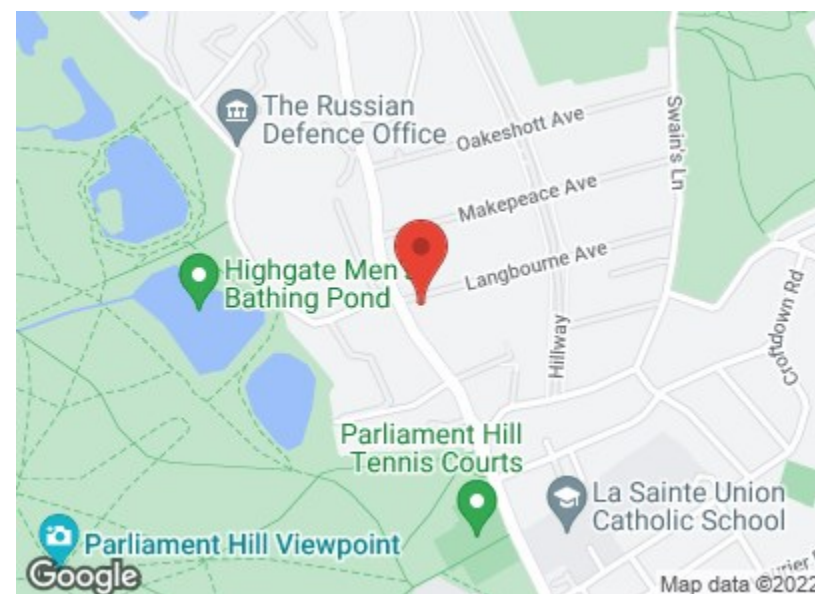 The Russian
Defence Office
Oakeshott Ave
Swain's Ln
Makepeace Ave
Langbourne Ave
Highgate Men's
Bathing Pond
Hillway
Croftdown Rd
Parliament Hill
Tennis Courts
La Sainte Union
Catholic School
Parliament Hill Viewpoint
Google
Map data ©2022